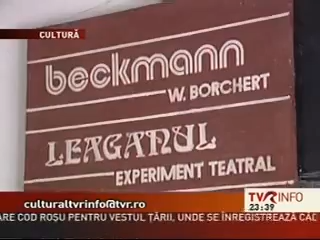 CULTURĂ
beckmann
W. BORCHERT
LEAGANUL
EXPERIMENT TEATRAL
culturaltvrinfo@tvr.ro
TVR INFO
23:39
ARE COD ROȘU PENTRU VESTUL ȚĂRII, UNDE SE ÎNREGISTREAZĂ